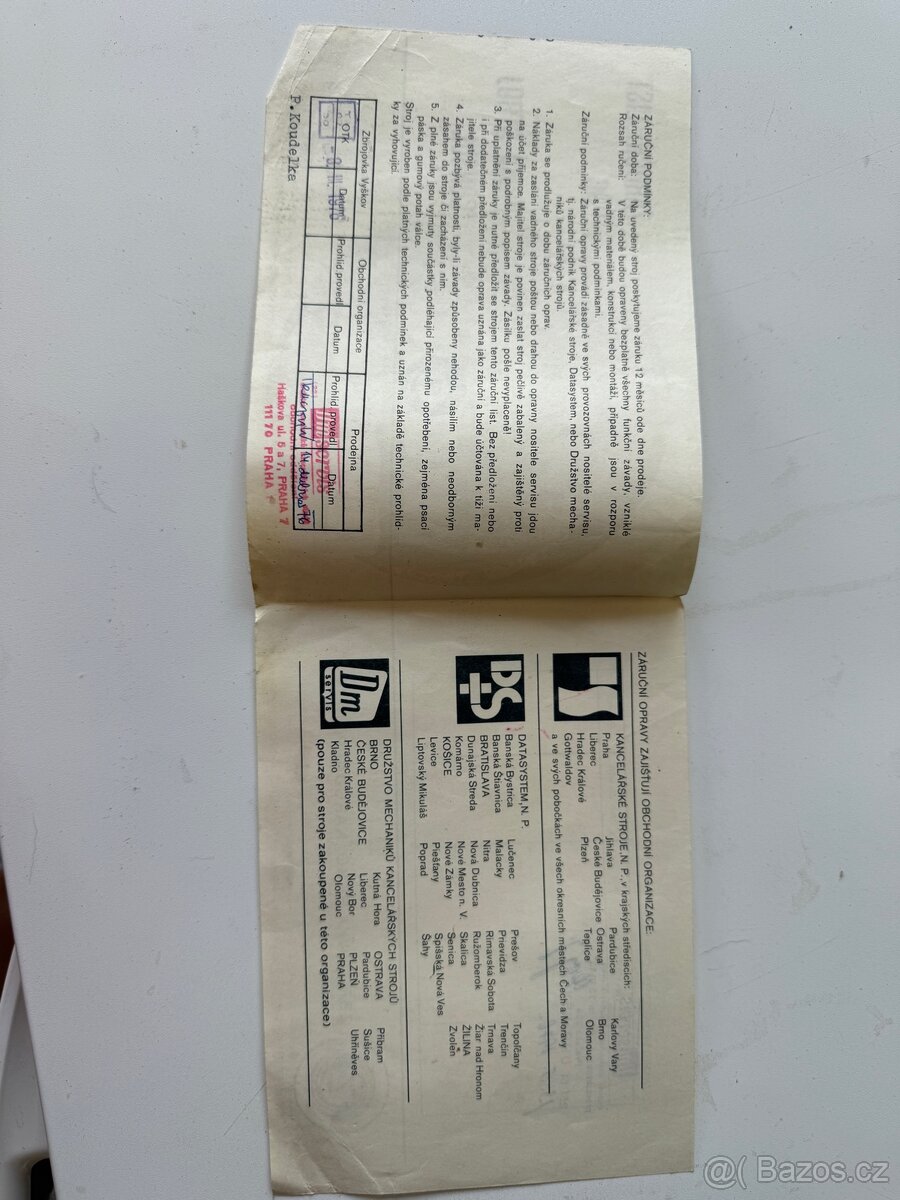 ZÁRUČNÍ PODMÍNKY:
Záruční doba: Na uvedený stroj poskytujeme záruku 12 měsíců ode dne prodeje.
Rozsah ručení: V této době budou opraveny bezplatně všechny funkční závady, vzniklé
vadným materiálem, konstrukcí nebo montáží, případně jsou v rozporu
s technickými podmínkami.
Záruční podmínky: Záruční opravy provádí zásadně ve svých provozovnách nositelé servisu,
tj. národní podnik Kancelářské stroje, Datasystem nebo Družstvo mecha-
niků kancelářských strojů.
1. Záruka se prodlužuje o dobu záručních oprav.
2. Náklady za zaslání vadného stroje poštou nebo drahou do opravny nositele servisu jdou
na účet příjemce. Majitel stroje je povinen zaslat stroj pečlivě zabalený a zajištěný proti
poškození s podrobným popisem závady. Zásilku pošle nevyplaceně!
3. Při uplatnění záruky je nutné předložit se strojem tento záruční list. Bez předložení nebo
i při dodatečném předložení nebude oprava uznána jako záruční a bude účtována k tíži ma-
jitele stroje.
4. Záruka pozbývá platnosti, byly-li závady způsobeny nehodou, násilím nebo neodborným
zásahem do stroje či zacházení s ním.
5. Z plné záruky jsou vyjmuty součástky podléhající přirozenému opotřebení, zejména psací
páska a gumový potah válce.
Stroj je vyroben podle platných technických podmínek a uznán na základě technické prohlíd-
ky za vyhovující.
Zbrojovka Vyškov Obchodní organizace Prodejna
OTK Datum Prohlíd provedl Datum Prohlíd provedl Datum
Haškova ul. 5 a 7, PRAHA 7
111 70 PRAHA
P. Koudelka
ZÁRUČNÍ OPRAVY ZAJIŠŤUJÍ OBCHODNÍ ORGANIZACE:
KANCELÁŘSKÉ STROJE, N. P., v krajských střediscích:
Praha Jihlava Pardubice Karlovy Vary
Liberec České Budějovice Ostrava Brno
Hradec Králové Plzeň Teplice Olomouc
Gottwaldov
a ve svých pobočkách ve všech okresních městech Čech a Moravy
DATASYSTEM, N. P.
Banská Bystrica Lučenec Prešov Topoľčany
Banská Štiavnica Malacky Prievidza Trenčín
BRATISLAVA Nitra Rimavská Sobota Trnava
Dunajská Streda Nová Dubnica Ružomberok Žiar nad Hronom
Komárno Nové Mesto n. V. Skalica ŽILINA
KOŠICE Nové Zámky Senica Zvolen
Levice Piešťany Spišská Nová Ves
Liptovský Mikuláš Poprad Šahy
Dm
servis
DRUŽSTVO MECHANIKŮ KANCELÁŘSKÝCH STROJŮ
BRNO Kutná Hora OSTRAVA Příbram
ČESKÉ BUDĚJOVICE Liberec Pardubice Sušice
Hradec Králové Nový Bor PLZEŇ Uhříněves
Kladno Olomouc PRAHA
(pouze pro stroje zakoupené u této organizace)
@( Bazos.cz